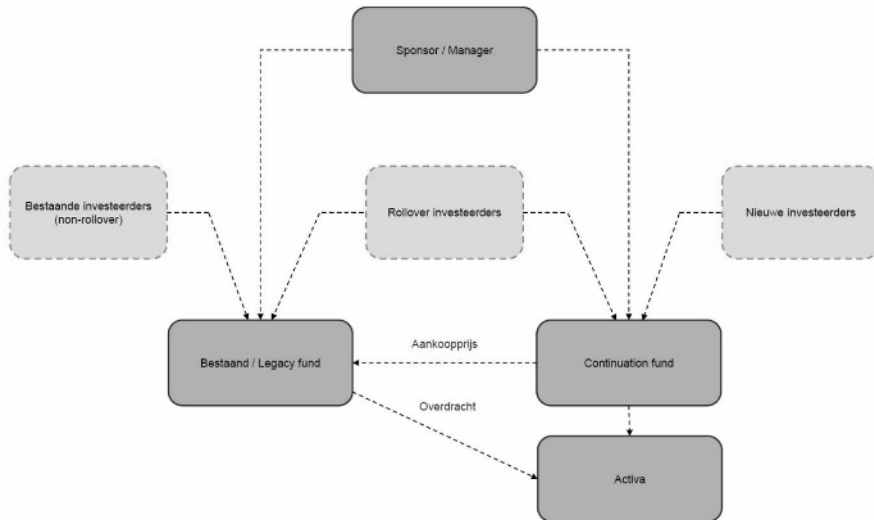 Sponsor / Manager
Bestaande investeerders
(non-rollover)
Rollover investeerders
Nieuwe investeerders
Aankoopprijs
Bestaand / Legacy fund
Continuation fund
Overdracht
Activa